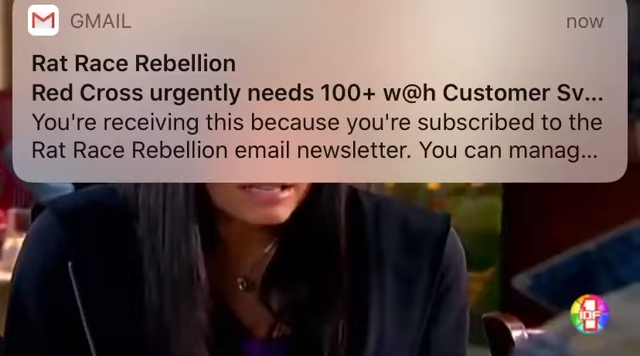 GMAIL now
Rat Race Rebellion
Red Cross urgently needs 100+ w@h Customer Sv...
You're receiving this because you're subscribed to the
Rat Race Rebellion email newsletter. You can manag...